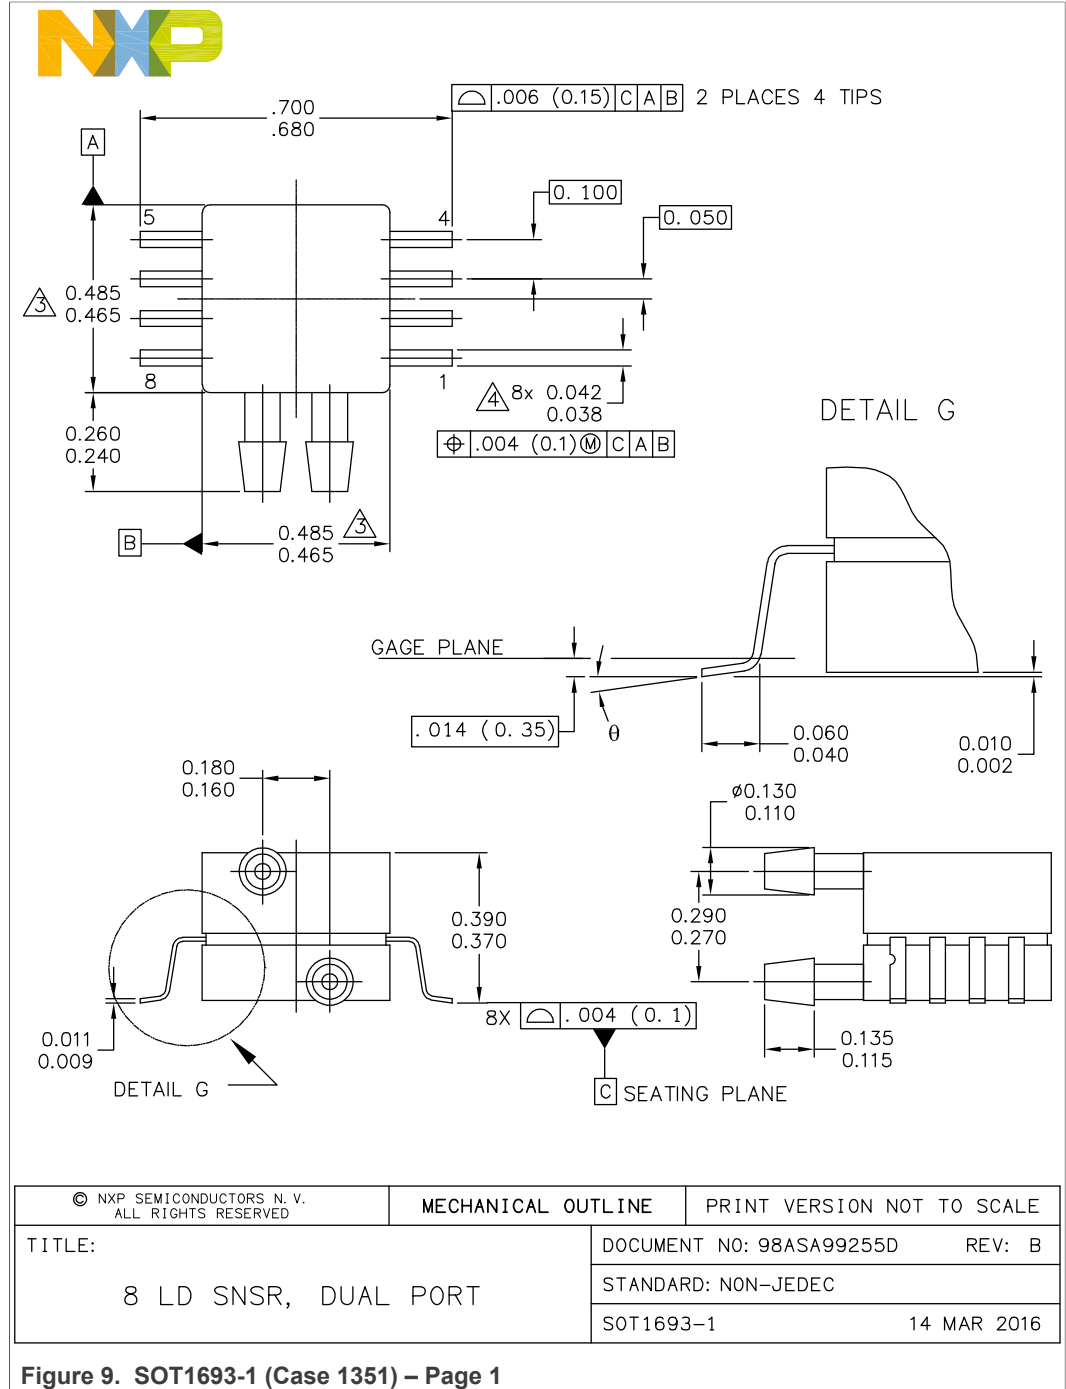 NXP
.006 (0.15) C A B 2 PLACES 4 TIPS
.700
.680
A
0.100
0.050
5
4
3
0.485
0.465
8
1
4 8x 0.042
0.038
⌖ .004 (0.1)Ⓜ C A B
0.260
0.240
B
0.485
0.465
3
DETAIL G
GAGE PLANE
.014 (0.35)
θ
0.060
0.040
0.010
0.002
0.180
0.160
ø0.130
0.110
0.390
0.370
0.290
0.270
8X .004 (0.1)
0.011
0.009
0.135
0.115
DETAIL G
C SEATING PLANE
© NXP SEMICONDUCTORS N.V.
ALL RIGHTS RESERVED
MECHANICAL OUTLINE
PRINT VERSION NOT TO SCALE
TITLE:
8 LD SNSR, DUAL PORT
DOCUMENT NO: 98ASA99255D REV: B
STANDARD: NON-JEDEC
SOT1693-1 14 MAR 2016
Figure 9. SOT1693-1 (Case 1351) – Page 1